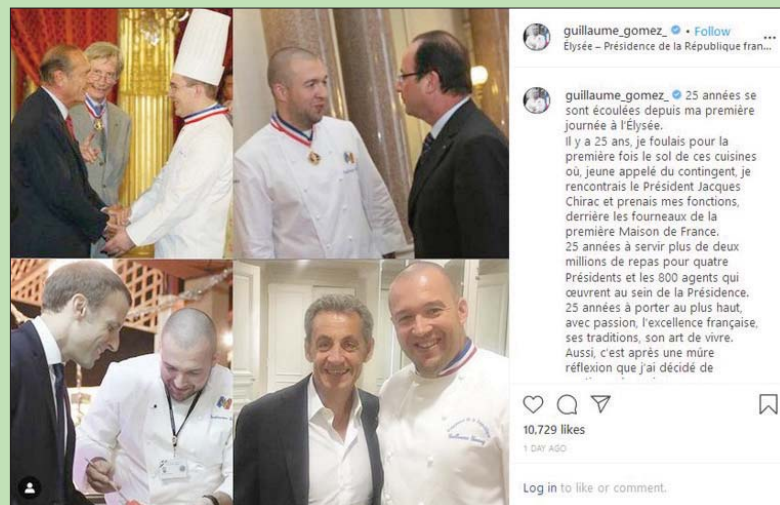 guillaume_gomez_ • Follow
Élysée – Présidence de la République fran...
guillaume_gomez_ 25 années se
sont écoulées depuis ma première
journée à l'Élysée.
Il y a 25 ans, je foulais pour la
première fois le sol de ces cuisines
où, jeune appelé du contingent, je
rencontrais le Président Jacques
Chirac et prenais mes fonctions,
derrière les fourneaux de la
première Maison de France.
25 années à servir plus de deux
millions de repas pour quatre
Présidents et les 800 agents qui
œuvrent au sein de la Présidence.
25 années à porter au plus haut,
avec passion, l'excellence française,
ses traditions, son art de vivre.
Aussi, c'est après une mûre
réflexion que j'ai décidé de
10,729 likes
1 DAY AGO
Log in to like or comment.